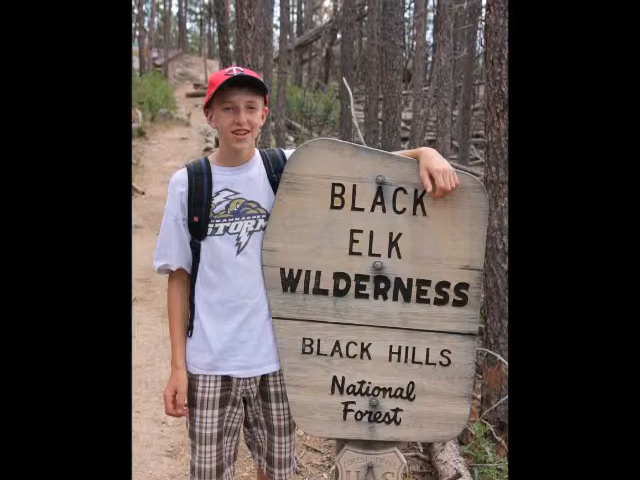 BLACK
ELK
WILDERNESS
BLACK HILLS
National
Forest
STORM